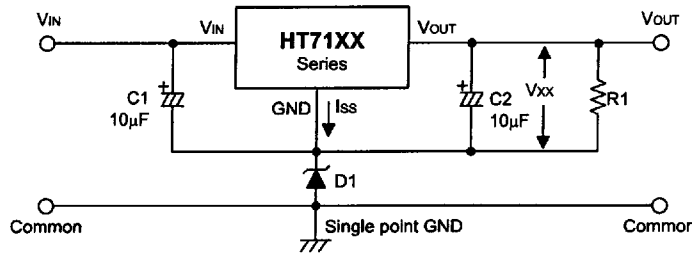 VIN
VIN
HT71XX
Series
VOUT
VOUT
C1
10µF
GND
ISS
C2
10µF
VXX
R1
D1
Common
Single point GND
Common